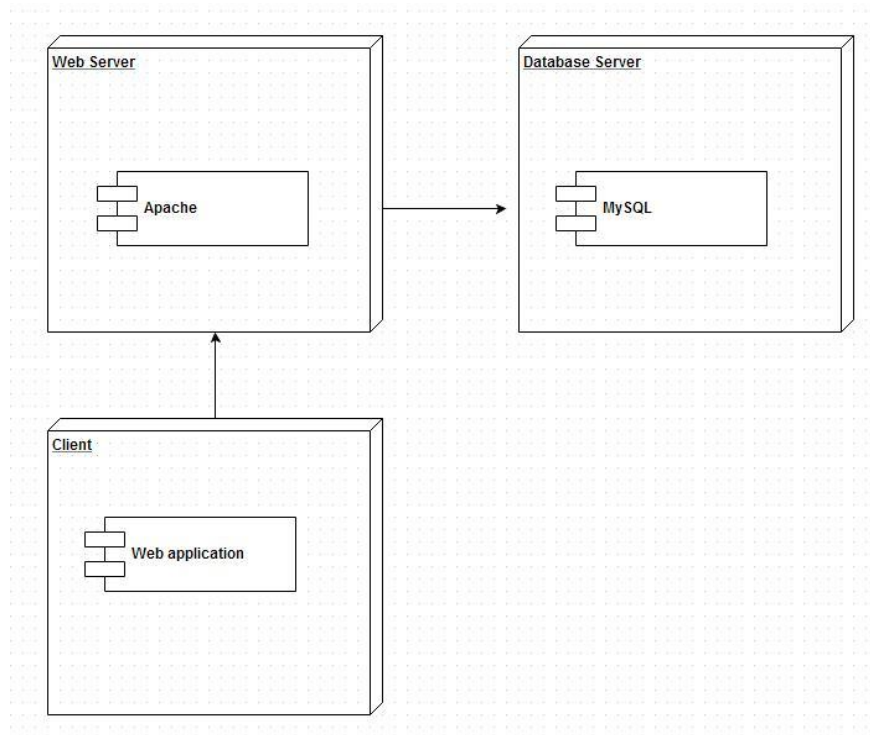 Web Server
Database Server
Apache
MySQL
Client
Web application